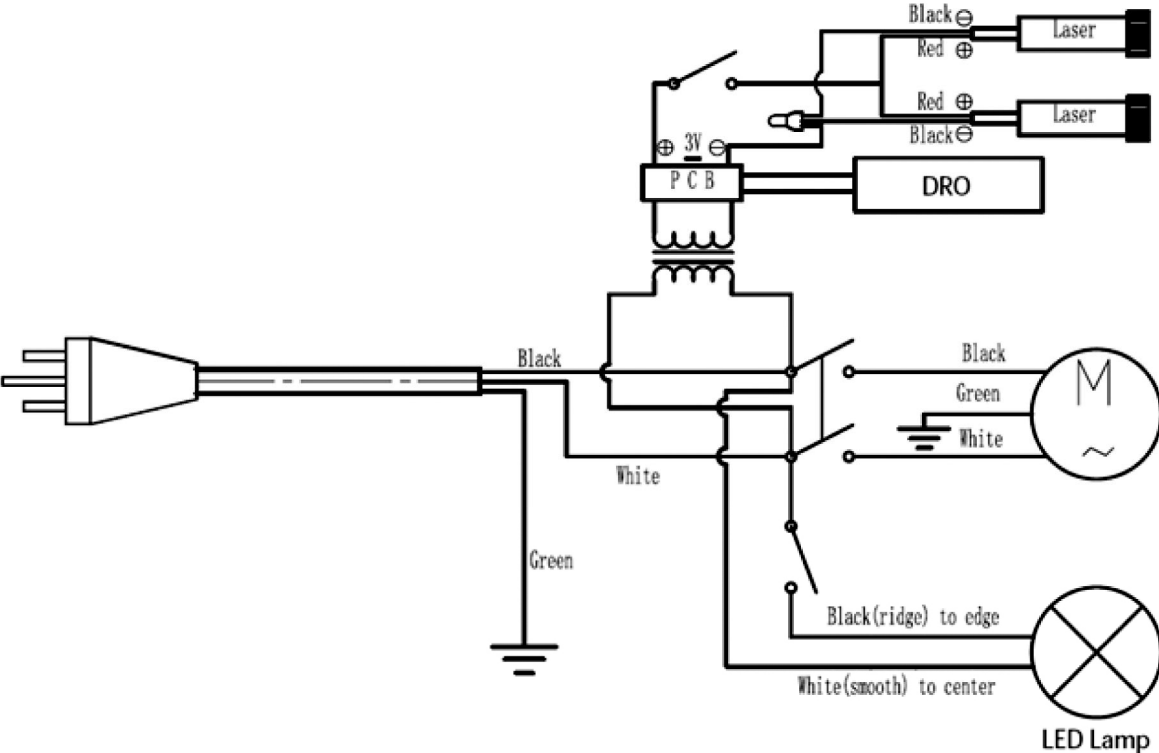 Black ⊖
Laser
Red ⊕
Red ⊕
Laser
Black ⊖
⊕ 3V ⊖
PCB
DRO
Black
Black
M
Green
White
~
White
Green
Black(ridge) to edge
White(smooth) to center
LED Lamp